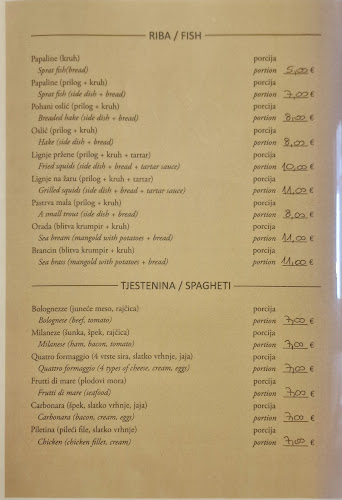 RIBA / FISH
Papaline (kruh) porcija
Sprat fish(bread) portion 5,00 €
Papaline (prilog + kruh) porcija
Sprat fish (side dish + bread) portion 7,00 €
Pohani oslić (prilog + kruh) porcija
Breaded hake (side dish + bread) portion 8,00 €
Oslić (prilog + kruh) porcija
Hake (side dish + bread) portion 8,00 €
Lignje pržene (prilog + kruh + tartar) porcija
Fried squids (side dish + bread + tartar sauce) portion 10,00 €
Lignje na žaru (prilog + kruh + tartar) porcija
Grilled squids (side dish + bread + tartar sauce) portion 11,00 €
Pastrva mala (prilog + kruh) porcija
A small trout (side dish + bread) portion 8,00 €
Orada (blitva krumpir + kruh) porcija
Sea bream (mangold with potatoes + bread) portion 11,00 €
Brancin (blitva krumpir + kruh) porcija
Sea brass (mangold with potatoes + bread) portion 11,00 €
TJESTENINA / SPAGHETI
Bolognezze (juneće meso, rajčica) porcija
Bolognese (beef, tomato) portion 7,00 €
Milaneze (šunka, špek, rajčica) porcija
Milanese (ham, bacon, tomato) portion 7,00 €
Quatro formaggio (4 vrste sira, slatko vrhnje, jaja) porcija
Quatro formaggio (4 types of cheese, cream, eggs) portion 7,00 €
Frutti di mare (plodovi mora) porcija
Frutti di mare (seafood) portion 7,00 €
Carbonara (špek, slatko vrhnje, jaja) porcija
Carbonara (bacon, cream, eggs) portion 7,00 €
Piletina (pileći file, slatko vrhnje) porcija
Chicken (chicken fillet, cream) portion 7,00 €